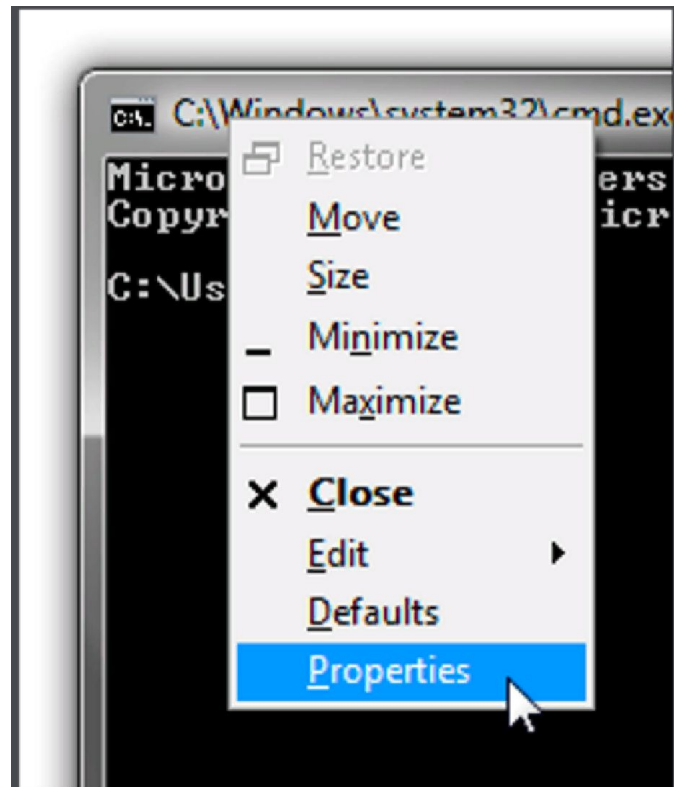 C:\Windows\system32\cmd.ex
Restore
Micro ers
Copyr icr
Move
Size
C:\Us
Minimize
Maximize
Close
Edit
Defaults
Properties